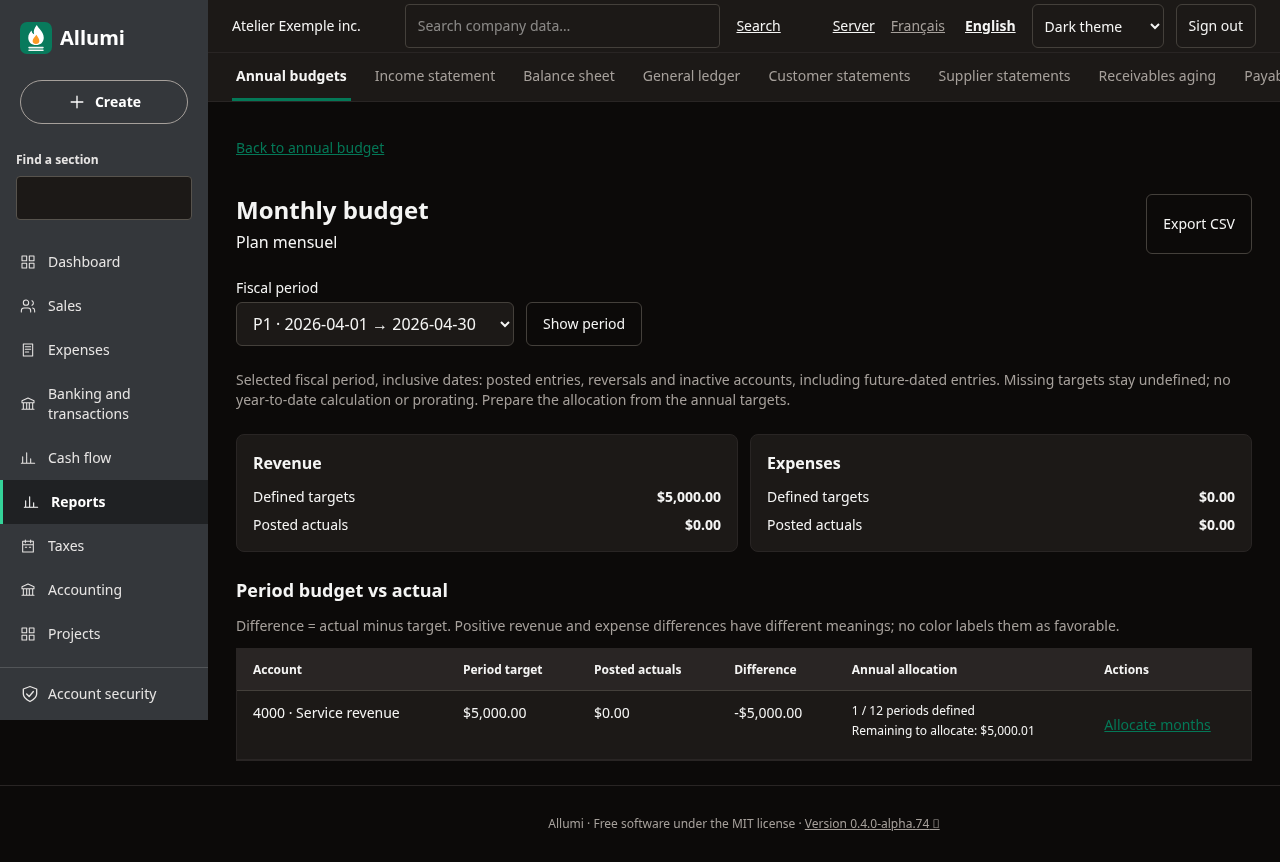 Allumi
Create
Find a section
Dashboard
Sales
Expenses
Banking and
transactions
Cash flow
Reports
Taxes
Accounting
Projects
Account security
Atelier Exemple inc.
Search company data…
Search
Server
Français
English
Dark theme
Sign out
Annual budgets
Income statement
Balance sheet
General ledger
Customer statements
Supplier statements
Receivables aging
Payab
Back to annual budget
Monthly budget
Plan mensuel
Export CSV
Fiscal period
P1 · 2026-04-01 → 2026-04-30
Show period
Selected fiscal period, inclusive dates: posted entries, reversals and inactive accounts, including future-dated entries. Missing targets stay undefined; no
year-to-date calculation or prorating. Prepare the allocation from the annual targets.
Revenue
Defined targets $5,000.00
Posted actuals $0.00
Expenses
Defined targets $0.00
Posted actuals $0.00
Period budget vs actual
Difference = actual minus target. Positive revenue and expense differences have different meanings; no color labels them as favorable.
Account Period target Posted actuals Difference Annual allocation Actions
4000 · Service revenue $5,000.00 $0.00 -$5,000.00 1 / 12 periods defined
Remaining to allocate: $5,000.01
Allocate months
Allumi · Free software under the MIT license · Version 0.4.0-alpha.74